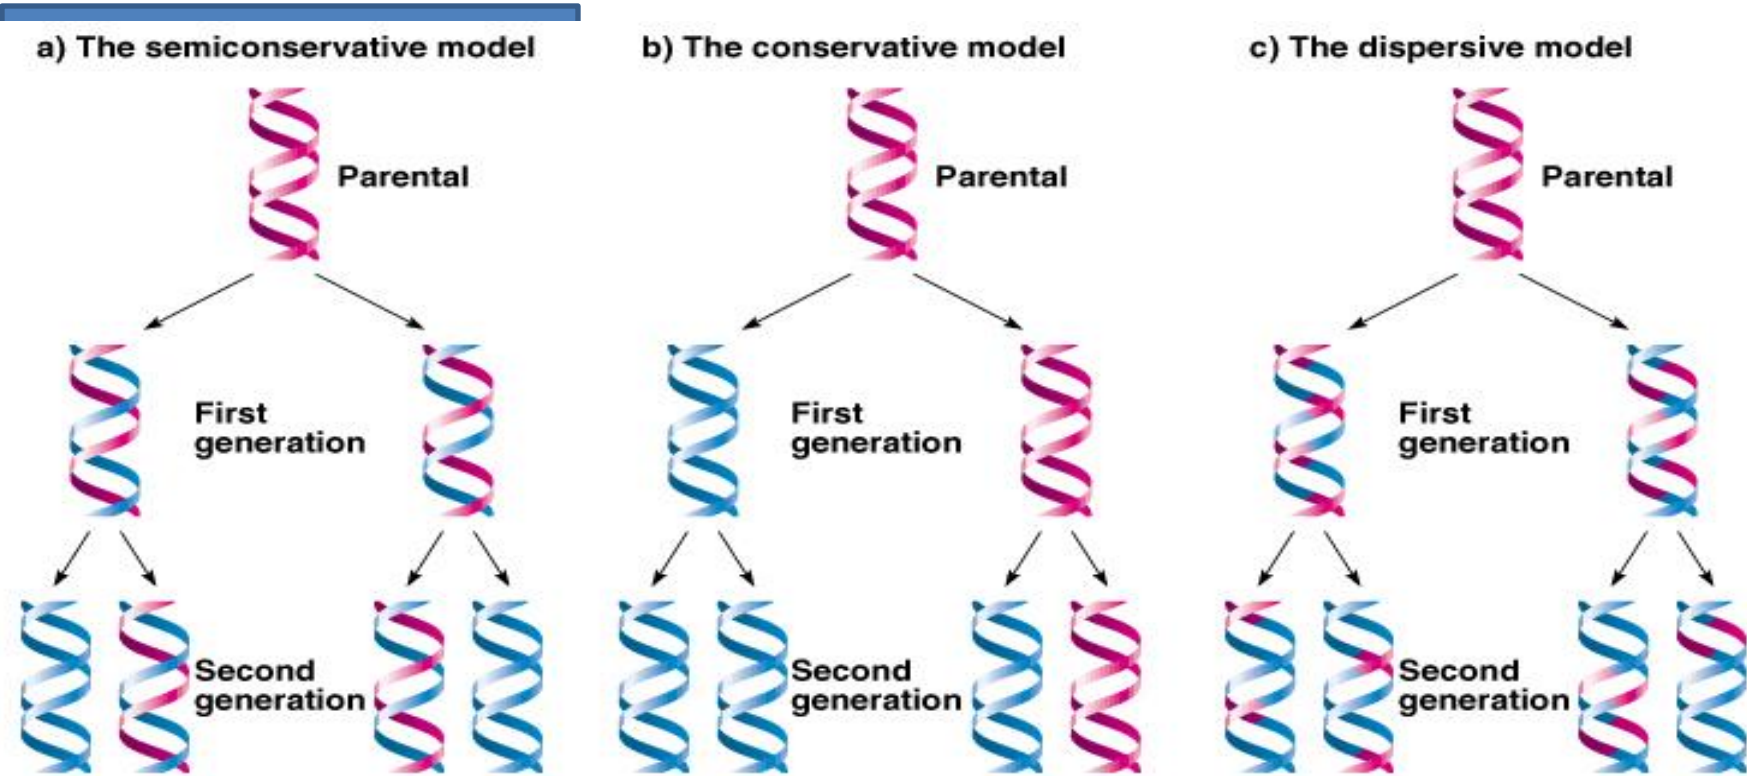 a) The semiconservative model
Parental
First
generation
Second
generation
b) The conservative model
Parental
First
generation
Second
generation
c) The dispersive model
Parental
First
generation
Second
generation